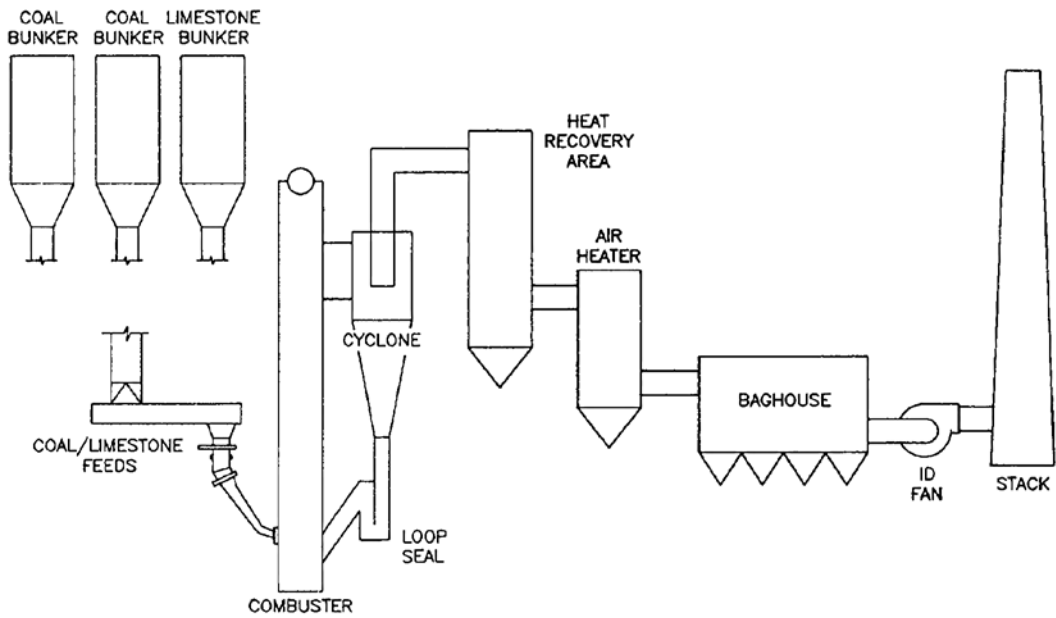 COAL
BUNKER
COAL
BUNKER
LIMESTONE
BUNKER
HEAT
RECOVERY
AREA
AIR
HEATER
CYCLONE
BAGHOUSE
COAL/LIMESTONE
FEEDS
ID
FAN
STACK
LOOP
SEAL
COMBUSTER